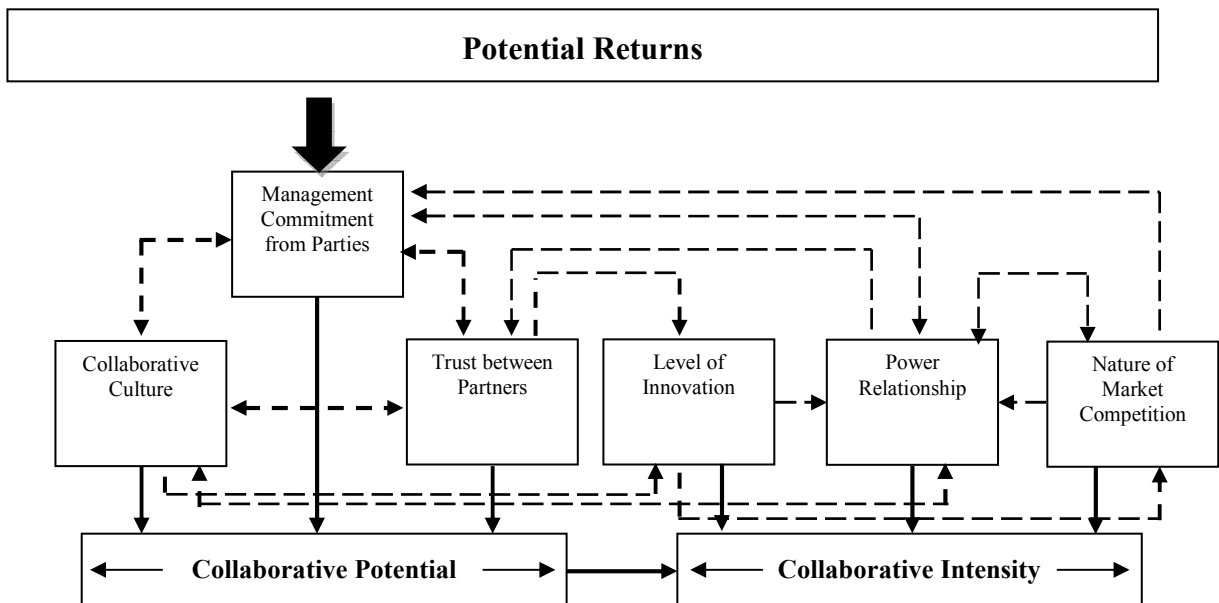 Potential Returns
Management
Commitment
from Parties
Collaborative
Culture
Trust between
Partners
Level of
Innovation
Power
Relationship
Nature of
Market
Competition
Collaborative Potential
Collaborative Intensity